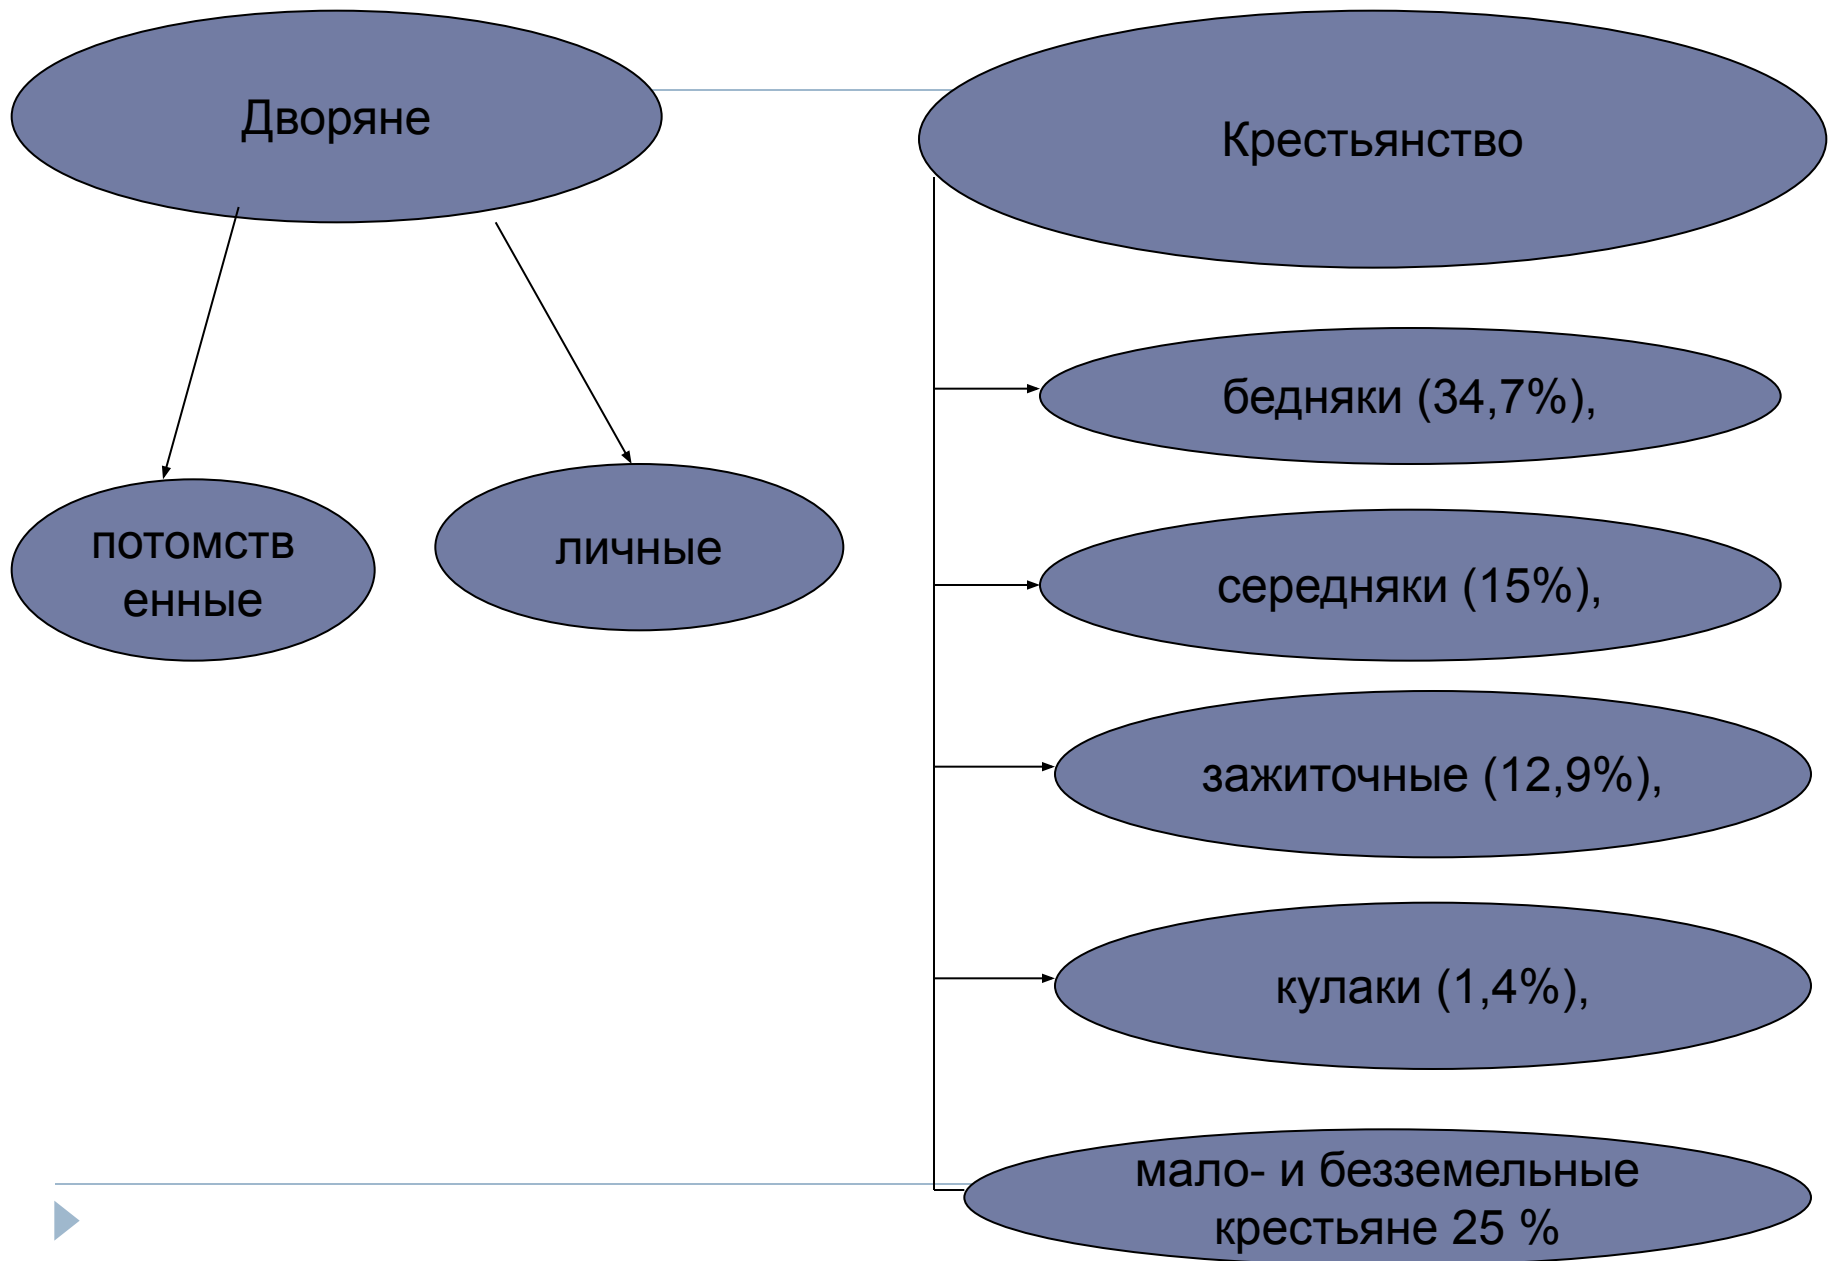 Дворяне
потомств
енные
личные
Крестьянство
бедняки (34,7%),
середняки (15%),
зажиточные (12,9%),
кулаки (1,4%),
мало- и безземельные
крестьяне 25 %